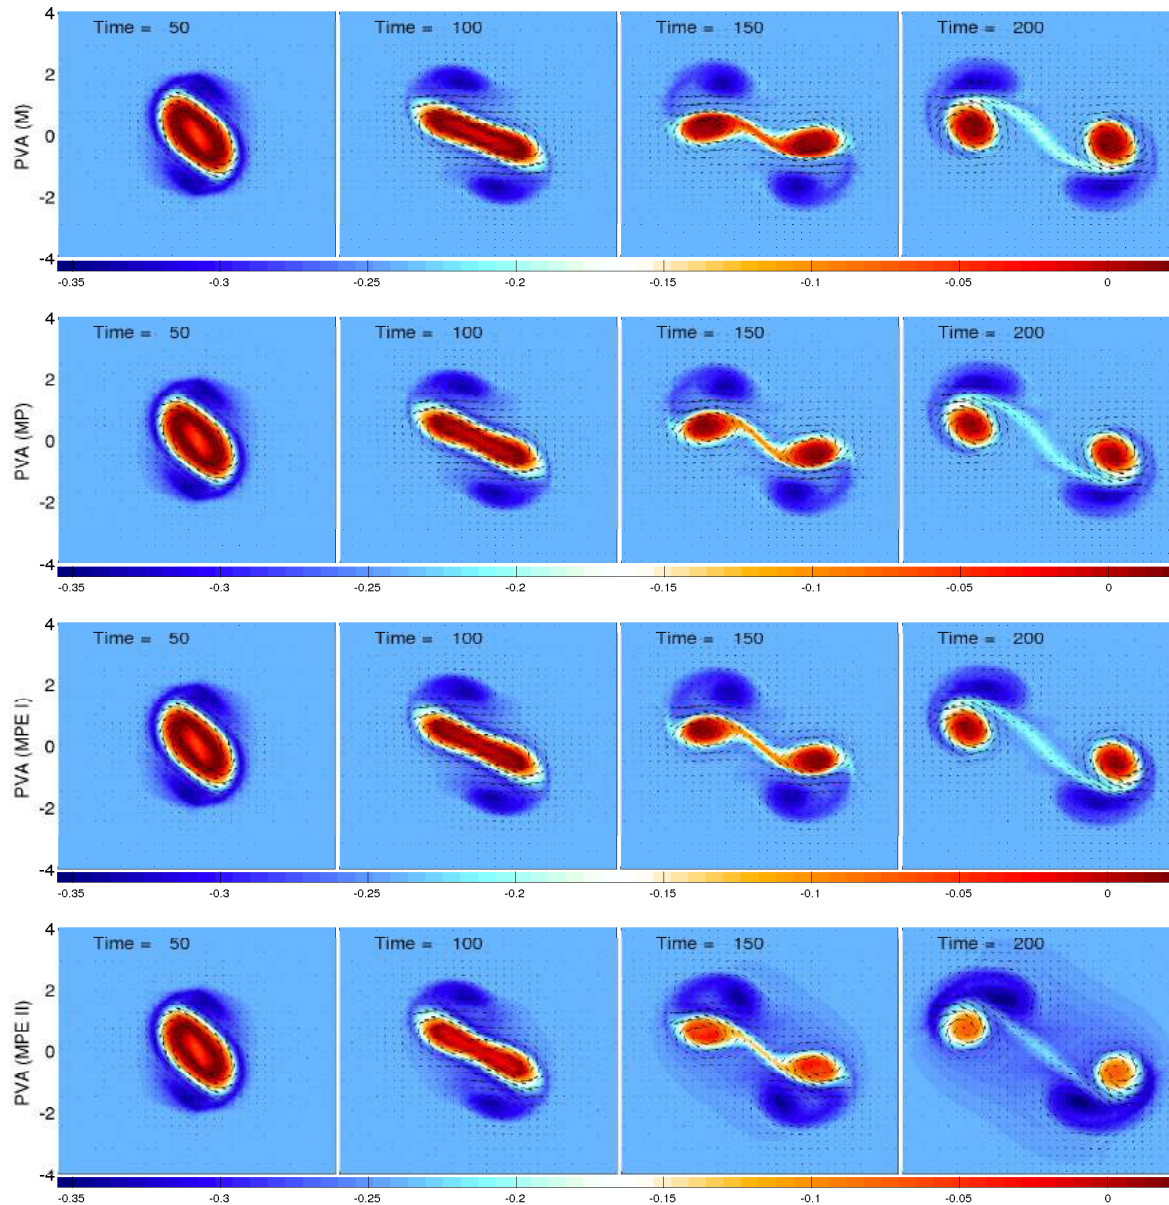 4
Time = 50
Time = 100
Time = 150
Time = 200
2
PVA (M)
0
-2
-4
-0.35 -0.3 -0.25 -0.2 -0.15 -0.1 -0.05 0
4
Time = 50
Time = 100
Time = 150
Time = 200
2
PVA (MP)
0
-2
-4
-0.35 -0.3 -0.25 -0.2 -0.15 -0.1 -0.05 0
4
Time = 50
Time = 100
Time = 150
Time = 200
2
PVA (MPE I)
0
-2
-4
-0.35 -0.3 -0.25 -0.2 -0.15 -0.1 -0.05 0
4
Time = 50
Time = 100
Time = 150
Time = 200
2
PVA (MPE II)
0
-2
-4
-0.35 -0.3 -0.25 -0.2 -0.15 -0.1 -0.05 0